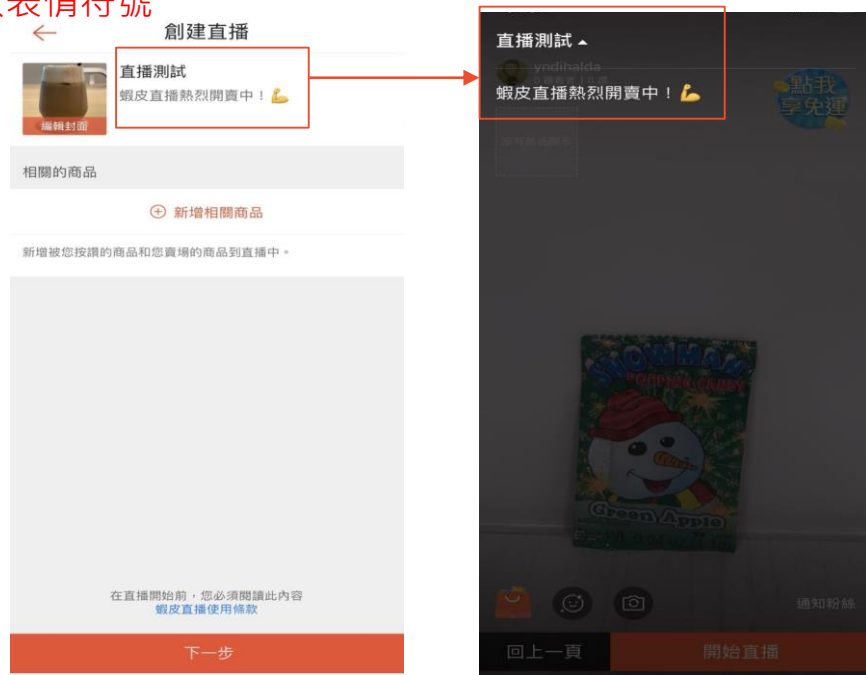 表情符號
創建直播
直播測試
蝦皮直播熱烈開賣中！💪
編輯封面
相關的商品
新增相關商品
新增被您按讚的商品和您賣場的商品到直播中。
在直播開始前，您必須閱讀此內容
蝦皮直播使用條款
下一步
直播測試
yndihalda
蝦皮直播熱烈開賣中！💪
點我
享免運
SNOWMAN
POPPING CANDY
Green Apple
通知粉絲
回上一頁
開始直播